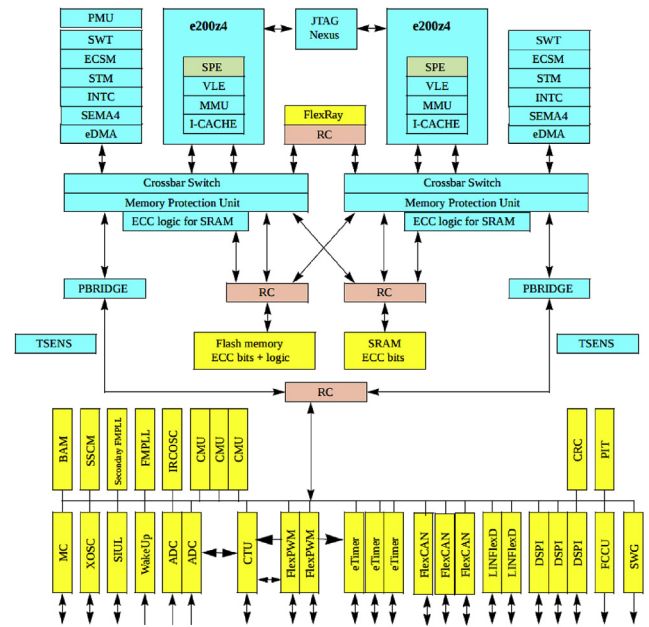 PMU
SWT
ECSM
STM
INTC
SEMA4
eDMA
e200z4
SPE
VLE
MMU
I-CACHE
JTAG
Nexus
FlexRay
RC
e200z4
SPE
VLE
MMU
I-CACHE
SWT
ECSM
STM
INTC
SEMA4
eDMA
Crossbar Switch
Memory Protection Unit
ECC logic for SRAM
Crossbar Switch
Memory Protection Unit
ECC logic for SRAM
PBRIDGE
RC
RC
PBRIDGE
TSENS
Flash memory
ECC bits + logic
SRAM
ECC bits
TSENS
RC
BAM
SSCM
Secondary FMPLL
FMPLL
IRCOSC
CMU
CMU
CMU
CRC
PIT
MC
XOSC
SIUL
WakeUp
ADC
ADC
CTU
FlexPWM
FlexPWM
eTimer
eTimer
eTimer
FlexCAN
FlexCAN
FlexCAN
LINFlexD
LINFlexD
DSPI
DSPI
DSPI
FCCU
SWG